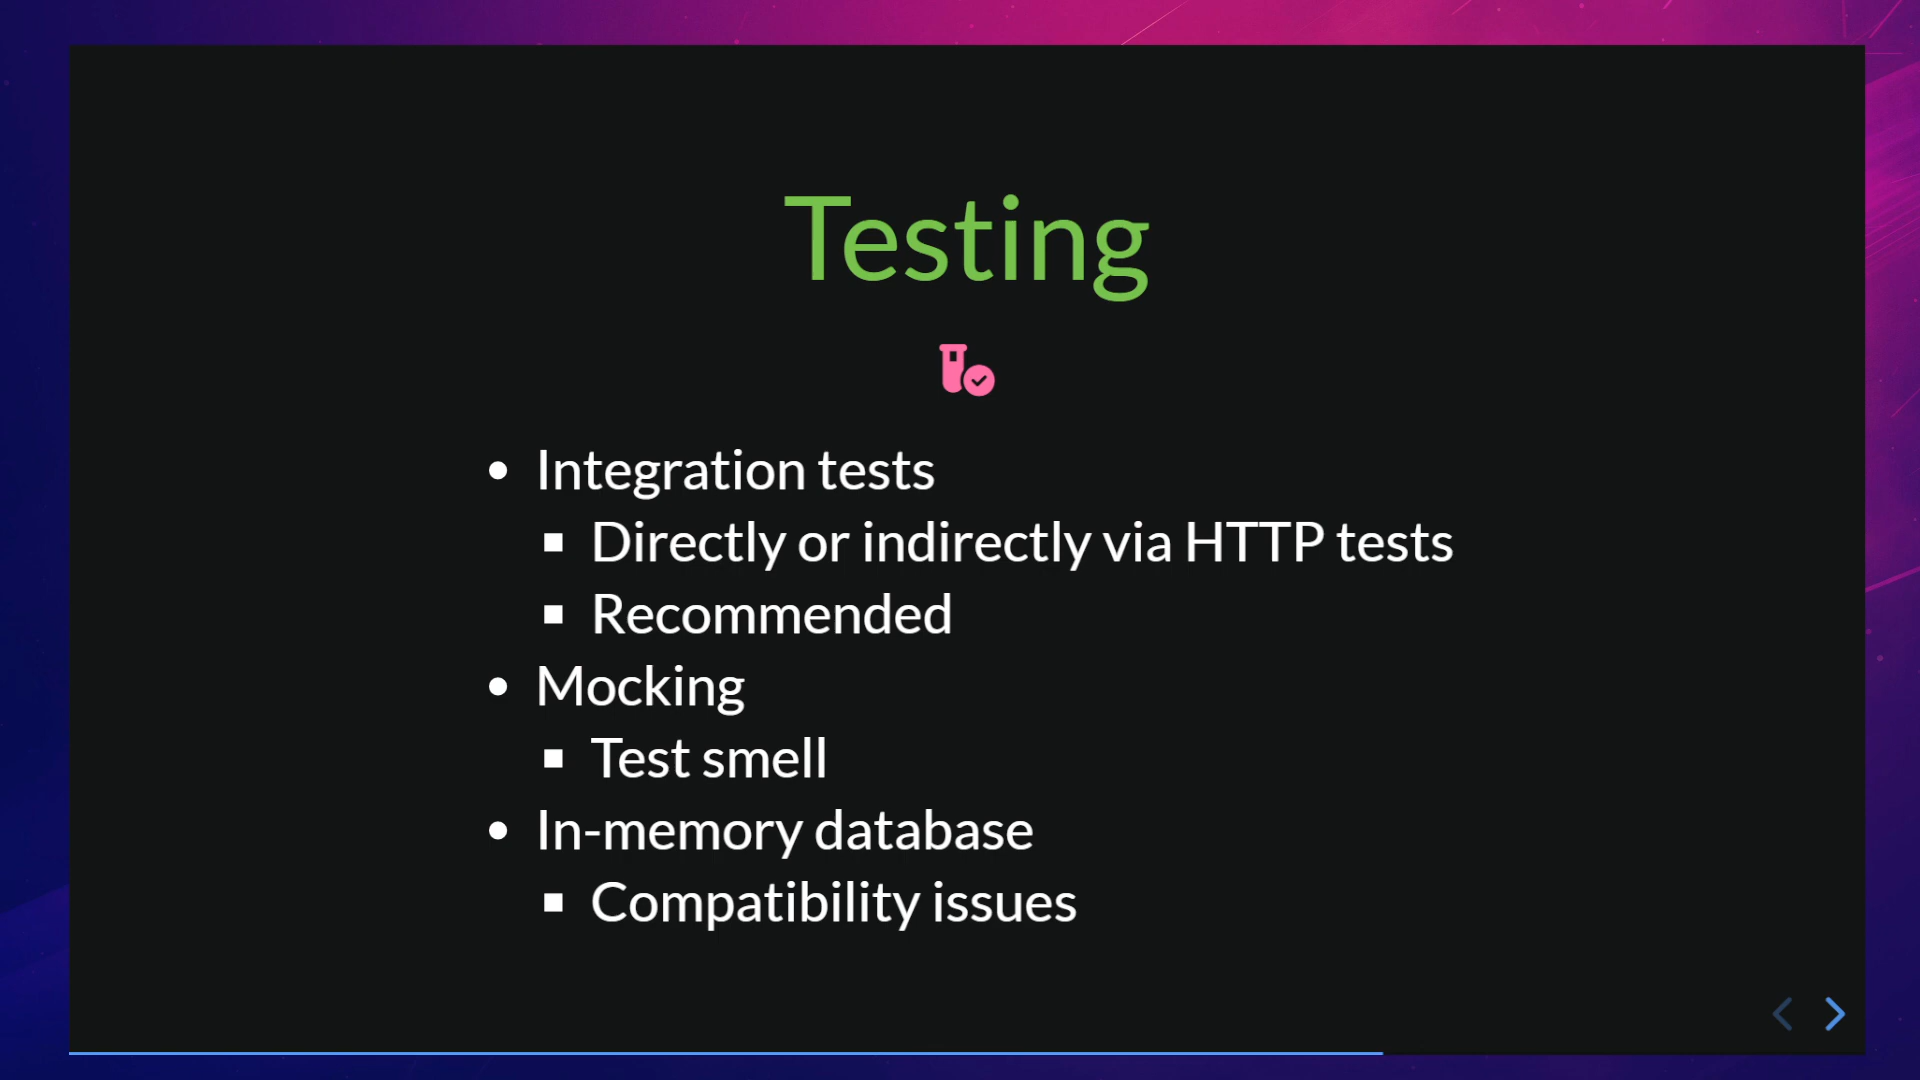 Testing
Integration tests
Directly or indirectly via HTTP tests
Recommended
Mocking
Test smell
In-memory database
Compatibility issues